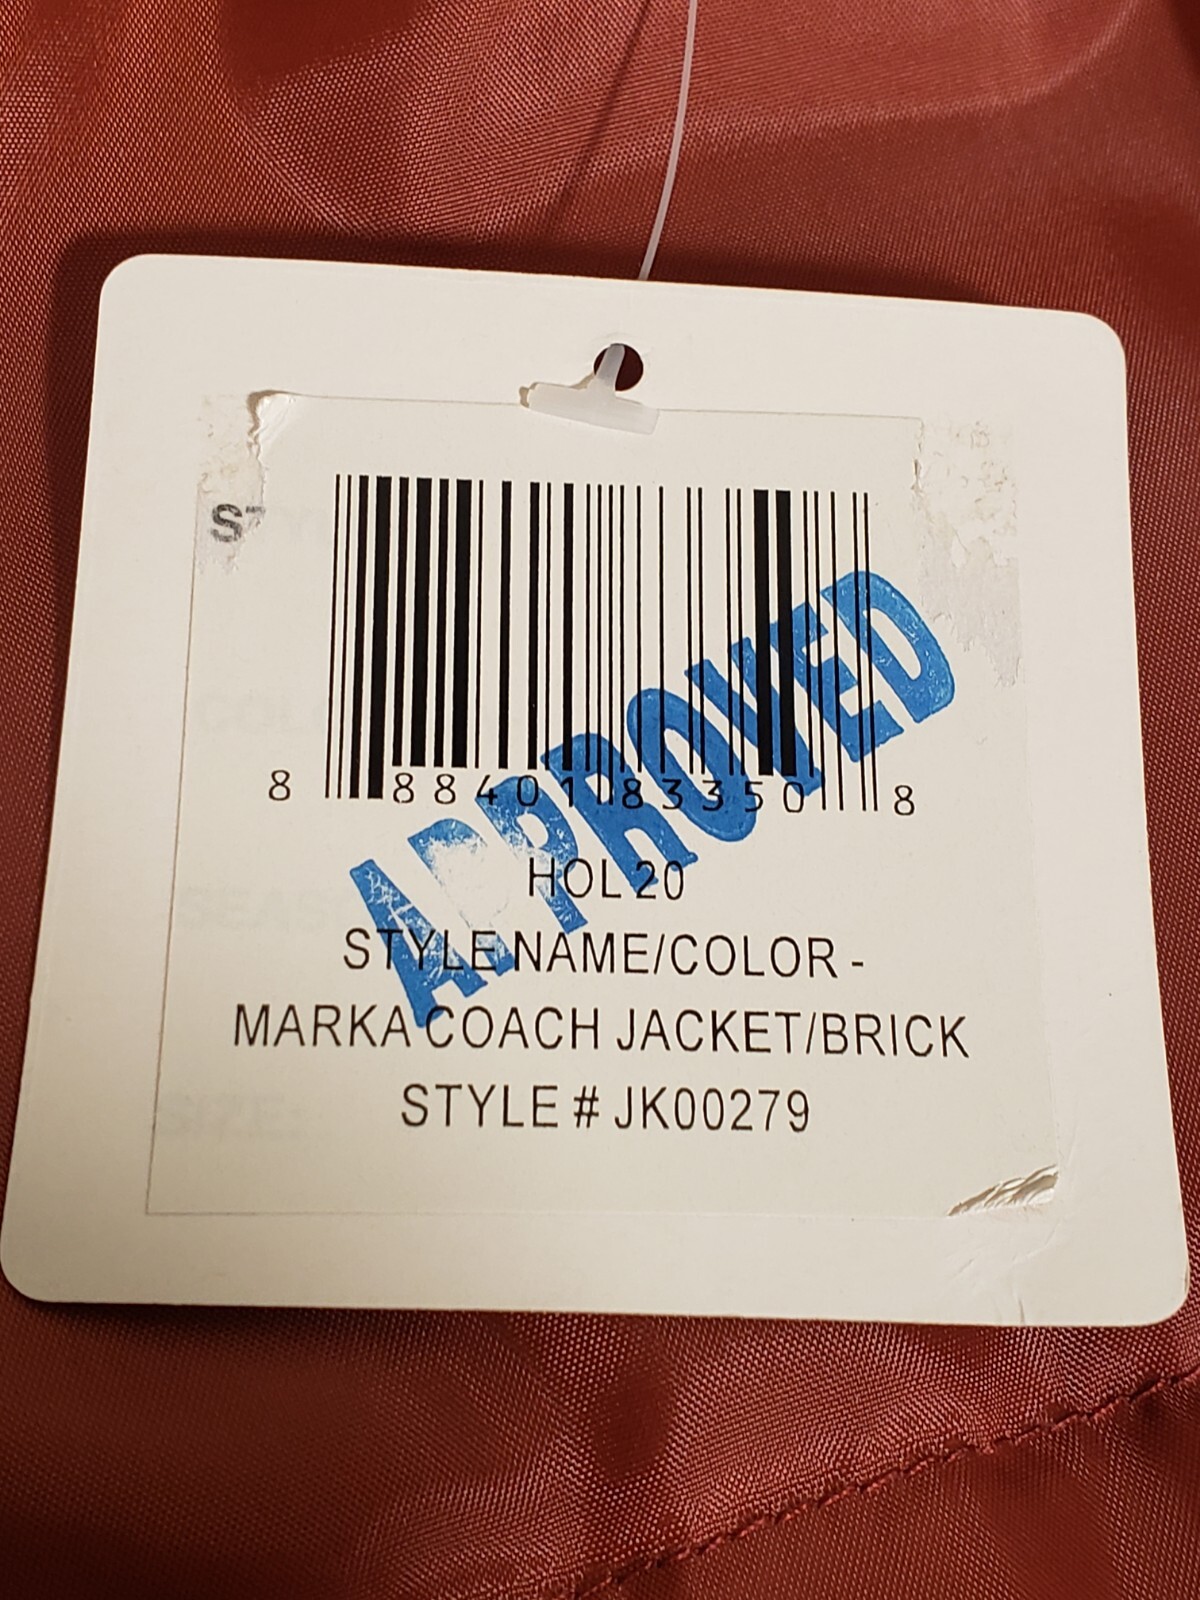 8 88401 83350 8
APPROVED
HOL 20
STYLE NAME/COLOR -
MARKA COACH JACKET/BRICK
STYLE # JK00279